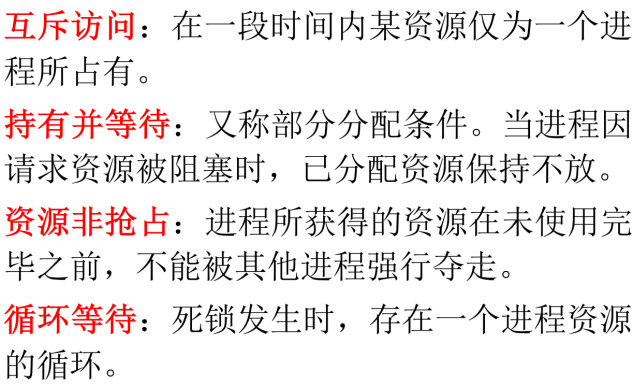 互斥访问：在一段时间内某资源仅为一个进
程所占有。
持有并等待：又称部分分配条件。当进程因
请求资源被阻塞时，已分配资源保持不放。
资源非抢占：进程所获得的资源在未使用完
毕之前，不能被其他进程强行夺走。
循环等待：死锁发生时，存在一个进程资源
的循环。